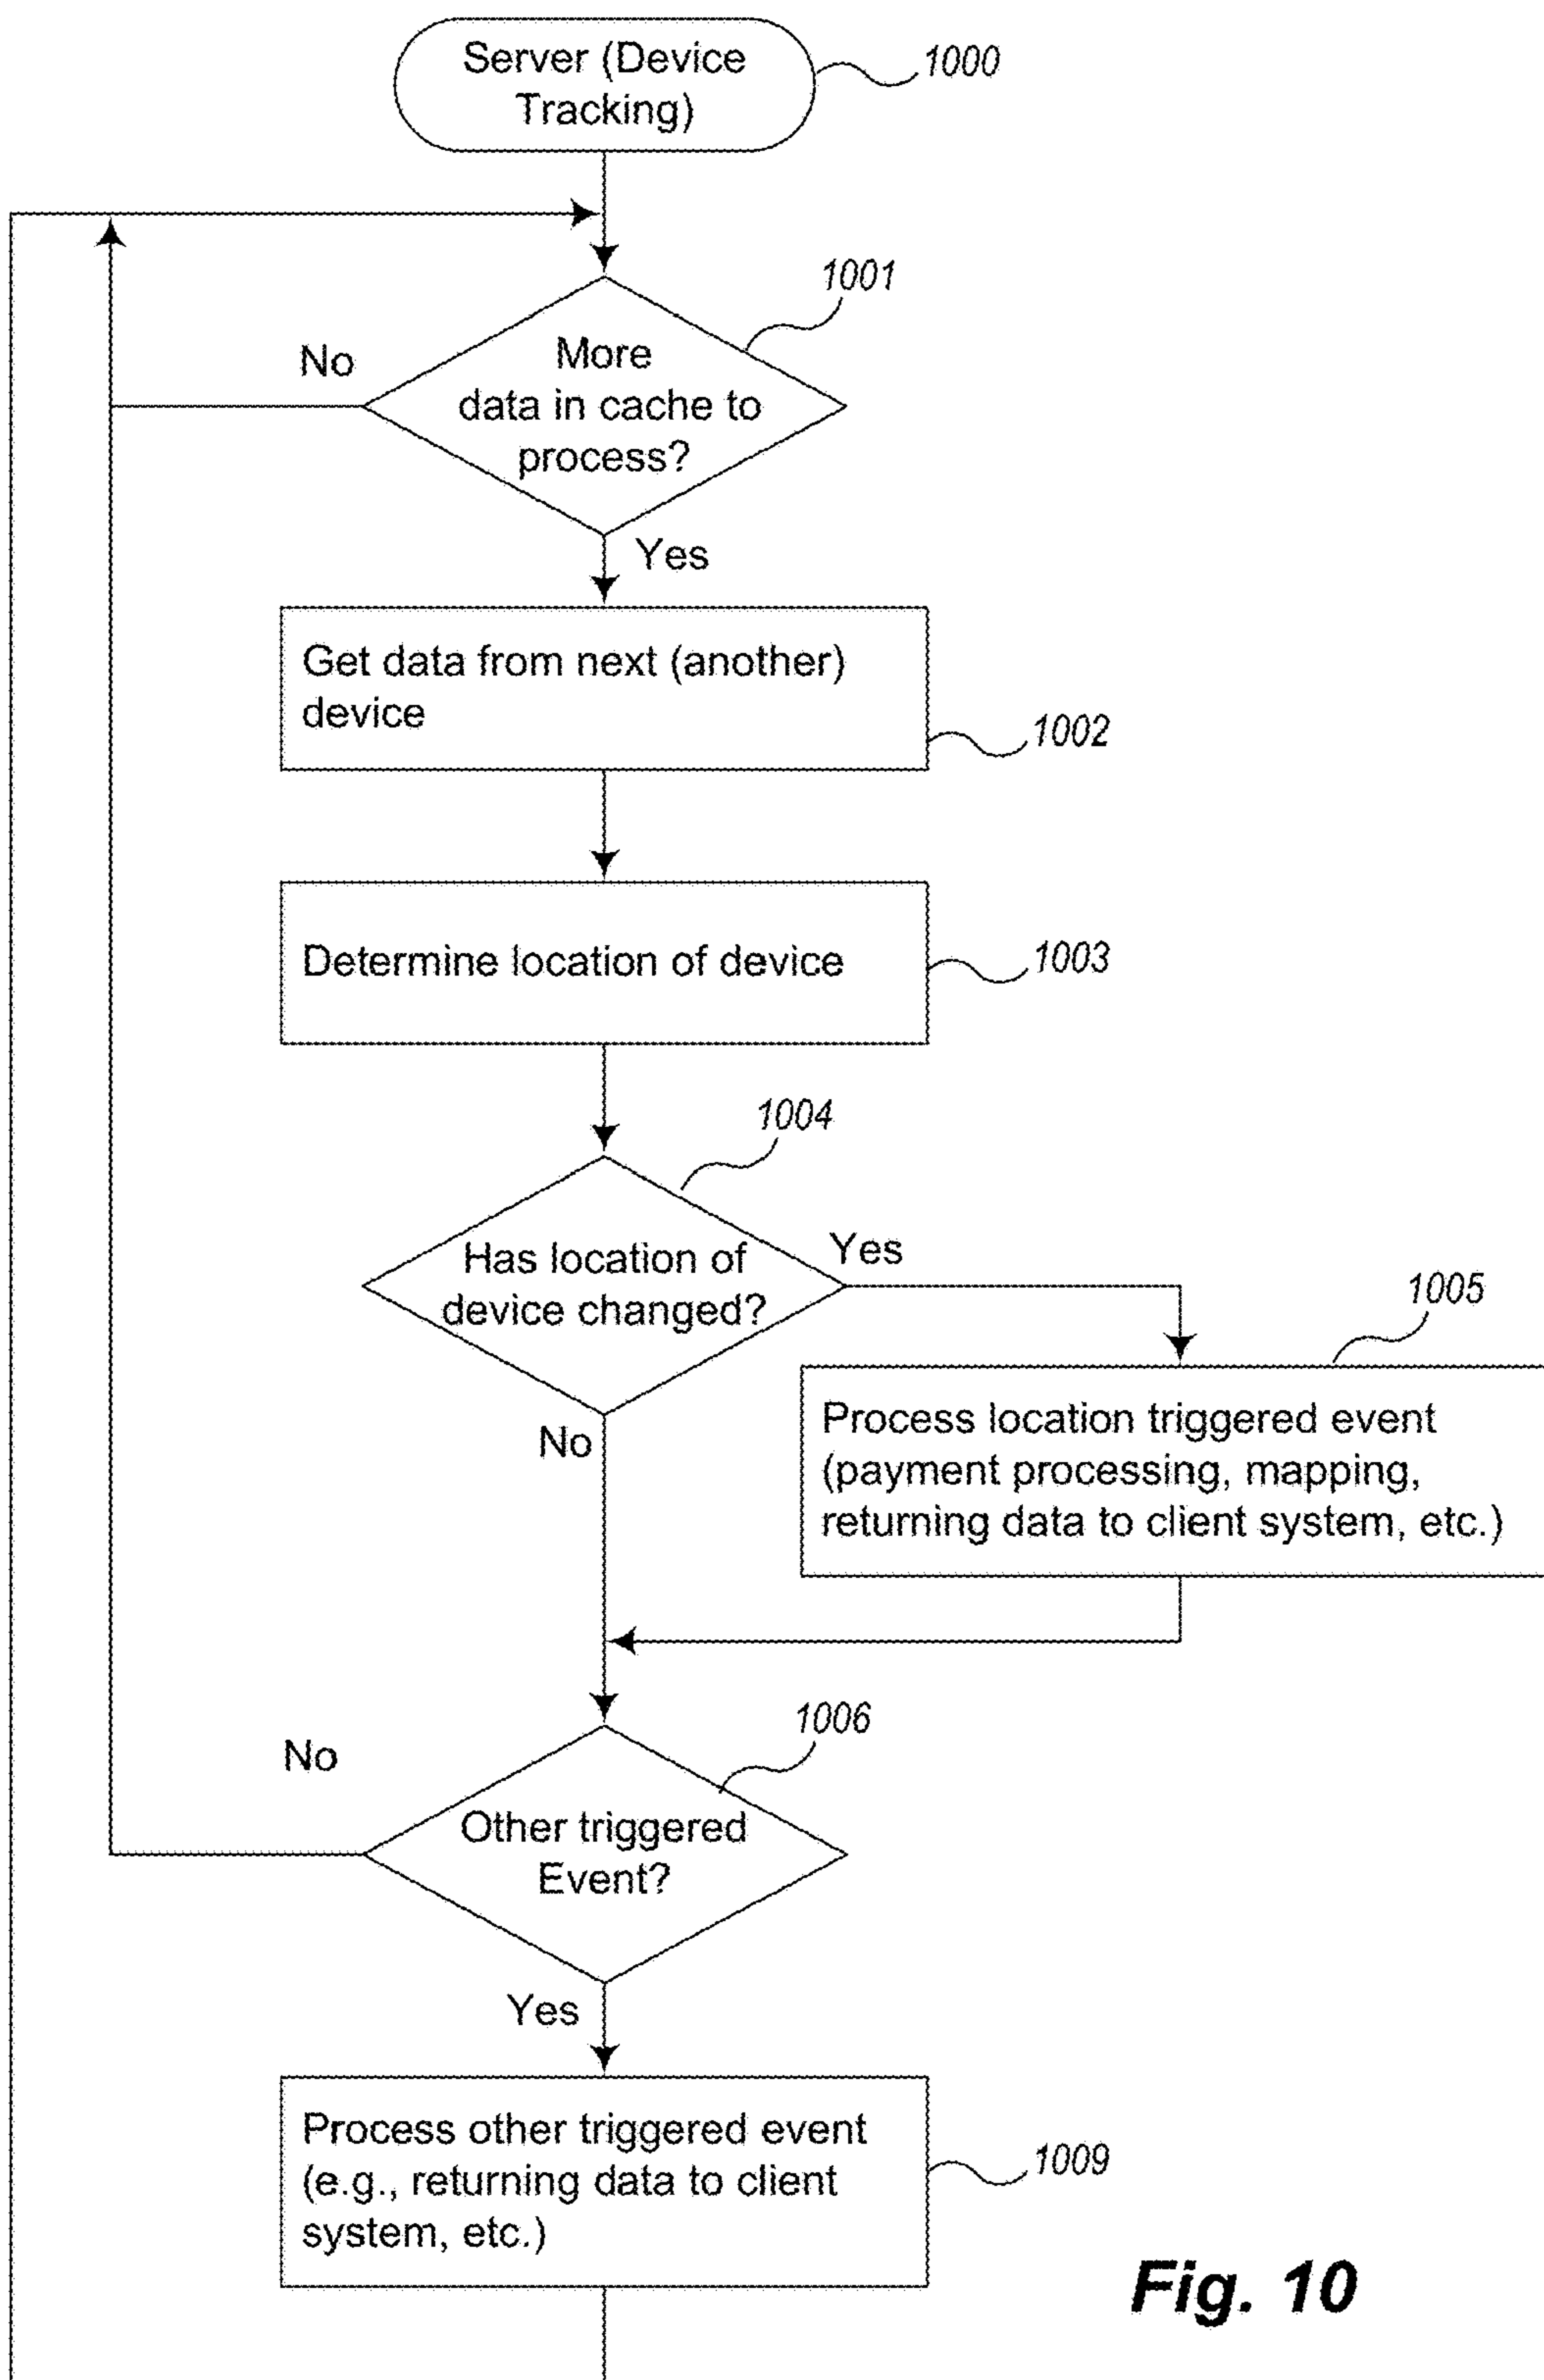 Server (Device
Tracking)
1000
1001
No
More
data in cache to
process?
Yes
Get data from next (another)
device
1002
Determine location of device
1003
1004
Has location of
device changed?
Yes
1005
No
Process location triggered event
(payment processing, mapping,
returning data to client system, etc.)
1006
No
Other triggered
Event?
Yes
Process other triggered event
(e.g., returning data to client
system, etc.)
1009
Fig. 10